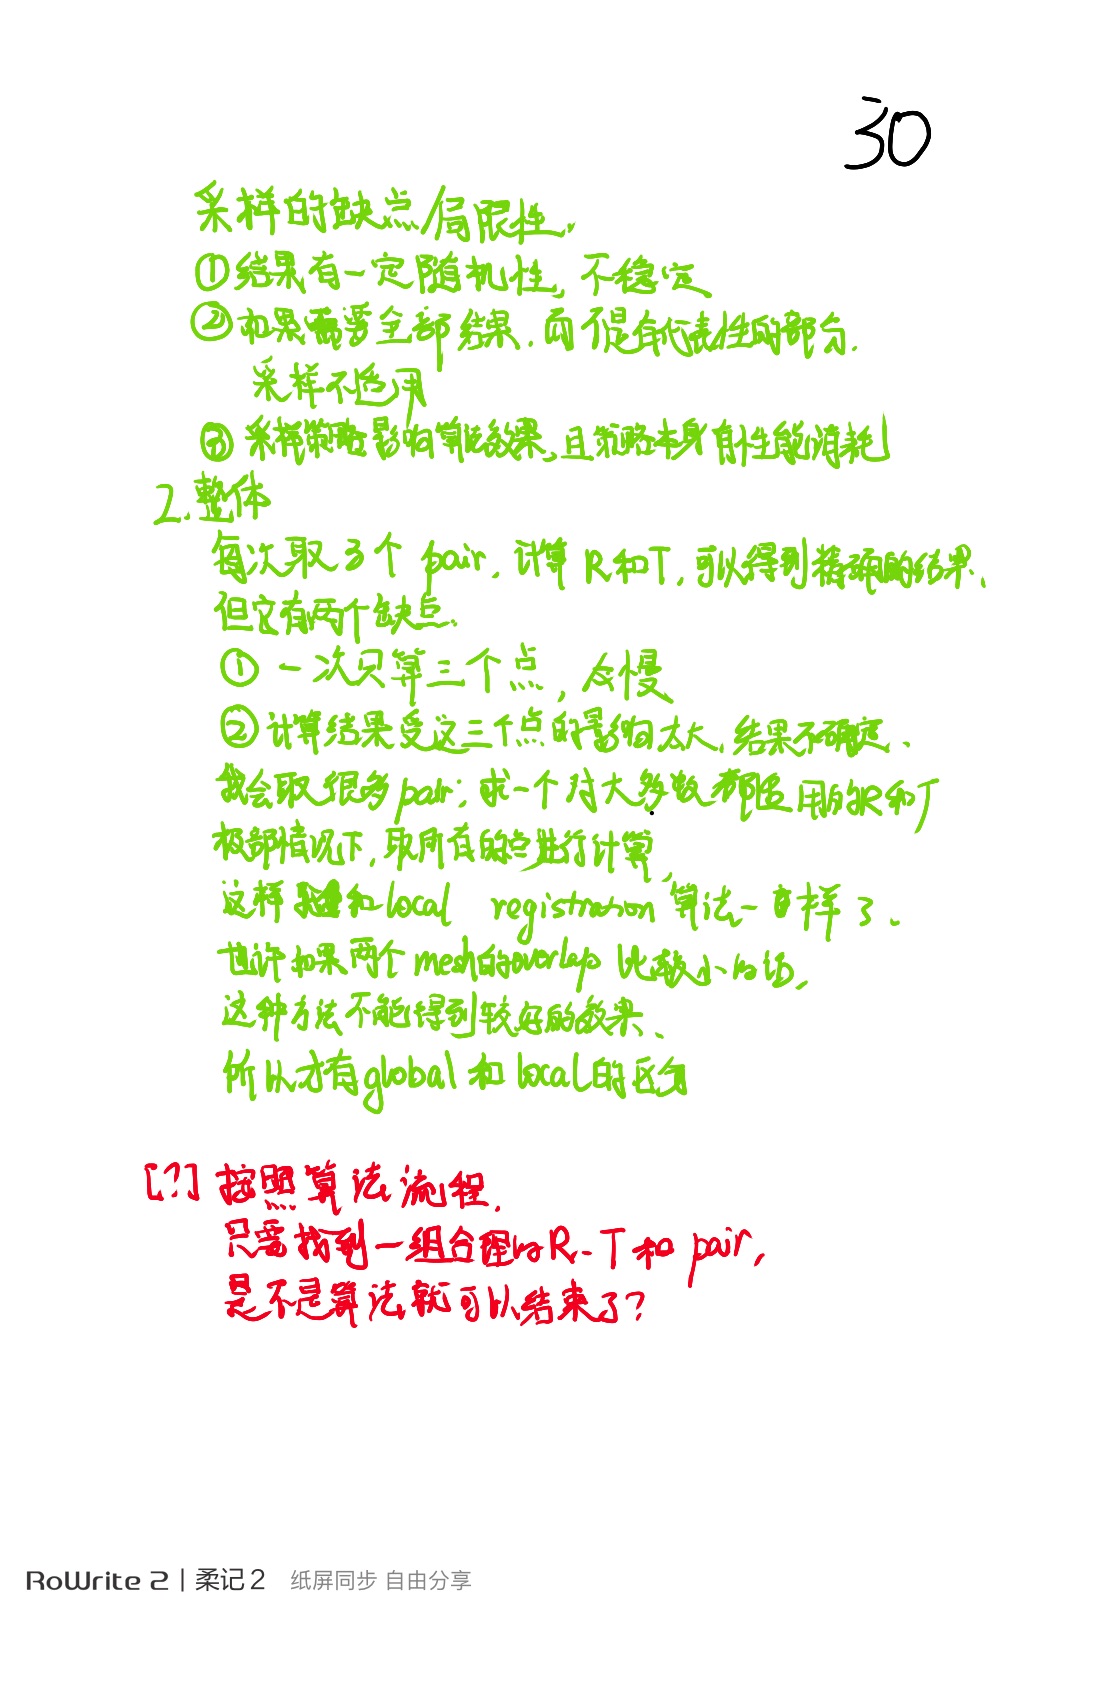 30
采样的缺点/局限性.
①结果有一定随机性,不稳定
②如果需要全部结果.而不是有代表性的部分.
采样不适用
③采样策略影响算法效果,且策略本身有性能消耗
2.整体
每次取3个pair.计算R和T,可以得到精确的结果、
但它有两个缺点.
①一次只算三个点,太慢
②计算结果受这三个点的影响太大,结果不确定、
我会取很多pair;求一个对大多数都适用的R和T
极端情况下,取所有的点进行计算,
这样就和local registration算法一样了.
也许如果两个mesh的overlap比较小的话,
这种方法不能得到较好的效果、
所以才有global和local的区分
[?]按照算法流程,
只需找到一组合理的R、T和pair,
是不是算法就可以结束了?
RoWrite 2 | 柔记2 纸屏同步 自由分享